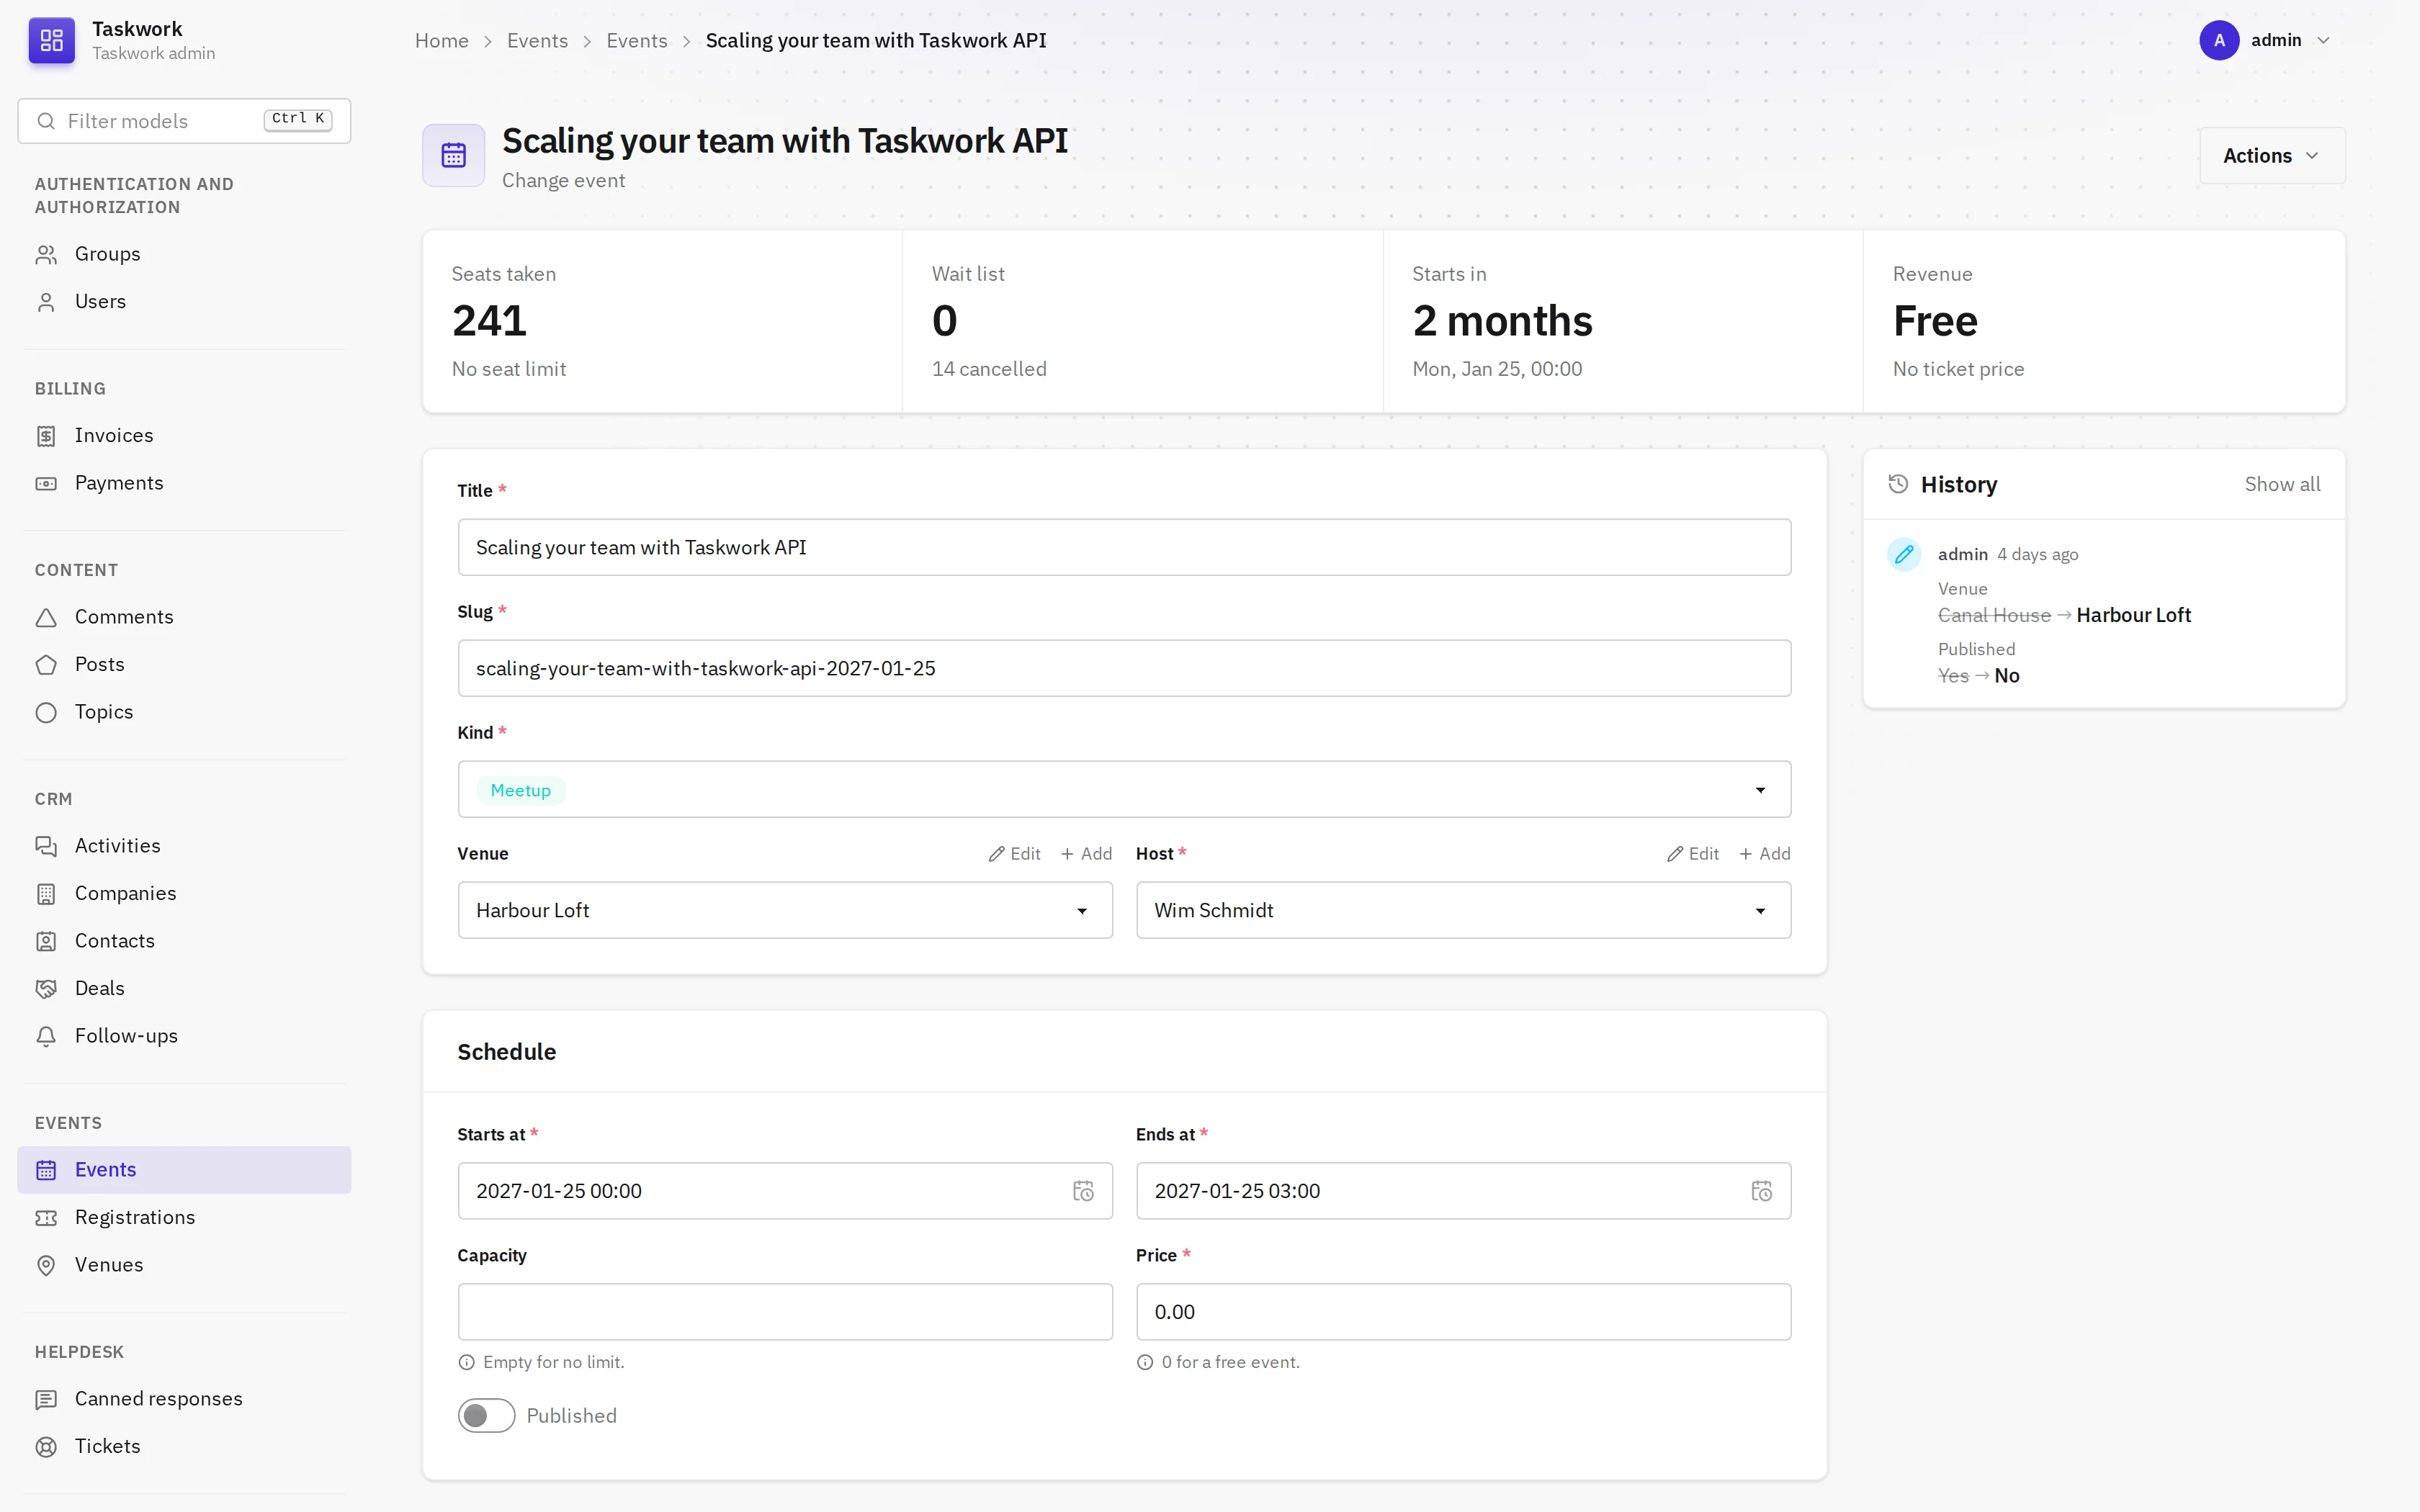 Taskwork
Taskwork admin
Filter models
Ctrl K
AUTHENTICATION AND
AUTHORIZATION
Groups
Users
BILLING
Invoices
Payments
CONTENT
Comments
Posts
Topics
CRM
Activities
Companies
Contacts
Deals
Follow-ups
EVENTS
Events
Registrations
Venues
HELPDESK
Canned responses
Tickets
Home > Events > Events > Scaling your team with Taskwork API
A admin
Scaling your team with Taskwork API
Change event
Actions
Seats taken
241
No seat limit
Wait list
0
14 cancelled
Starts in
2 months
Mon, Jan 25, 00:00
Revenue
Free
No ticket price
Title *
Scaling your team with Taskwork API
Slug *
scaling-your-team-with-taskwork-api-2027-01-25
Kind *
Meetup
Venue Edit + Add
Harbour Loft
Host * Edit + Add
Wim Schmidt
Schedule
Starts at *
2027-01-25 00:00
Ends at *
2027-01-25 03:00
Capacity
Empty for no limit.
Price *
0.00
0 for a free event.
Published
History Show all
admin 4 days ago
Venue
Canal House → Harbour Loft
Published
Yes → No